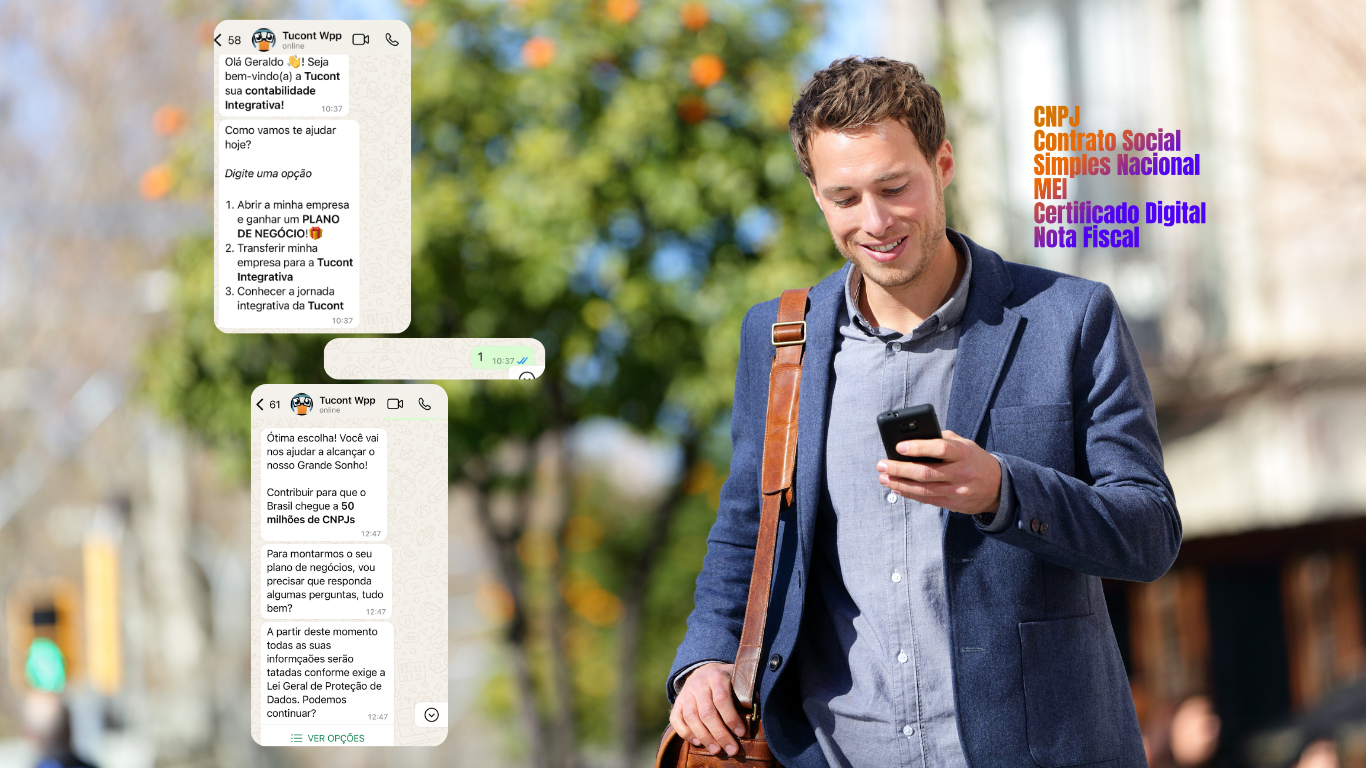 58
Tucont Wpp
online
Olá Geraldo 👋! Seja
bem-vindo(a) a Tucont
sua contabilidade
Integrativa!
10:37
Como vamos te ajudar
hoje?
Digite uma opção
1. Abrir a minha empresa
e ganhar um PLANO
DE NEGÓCIO!🎁
2. Transferir minha
empresa para a Tucont
Integrativa
3. Conhecer a jornada
integrativa da Tucont
10:37
1 10:37
61
Tucont Wpp
online
Ótima escolha! Você vai
nos ajudar a alcançar o
nosso Grande Sonho!
Contribuir para que o
Brasil chegue a 50
milhões de CNPJs
12:47
Para montarmos o seu
plano de negócios, vou
precisar que responda
algumas perguntas, tudo
bem?
12:47
A partir deste momento
todas as suas
informçações serão
tatadas conforme exige a
Lei Geral de Proteção de
Dados. Podemos
continuar?
12:47
VER OPÇÕES
CNPJ
Contrato Social
Simples Nacional
MEI
Certificado Digital
Nota Fiscal